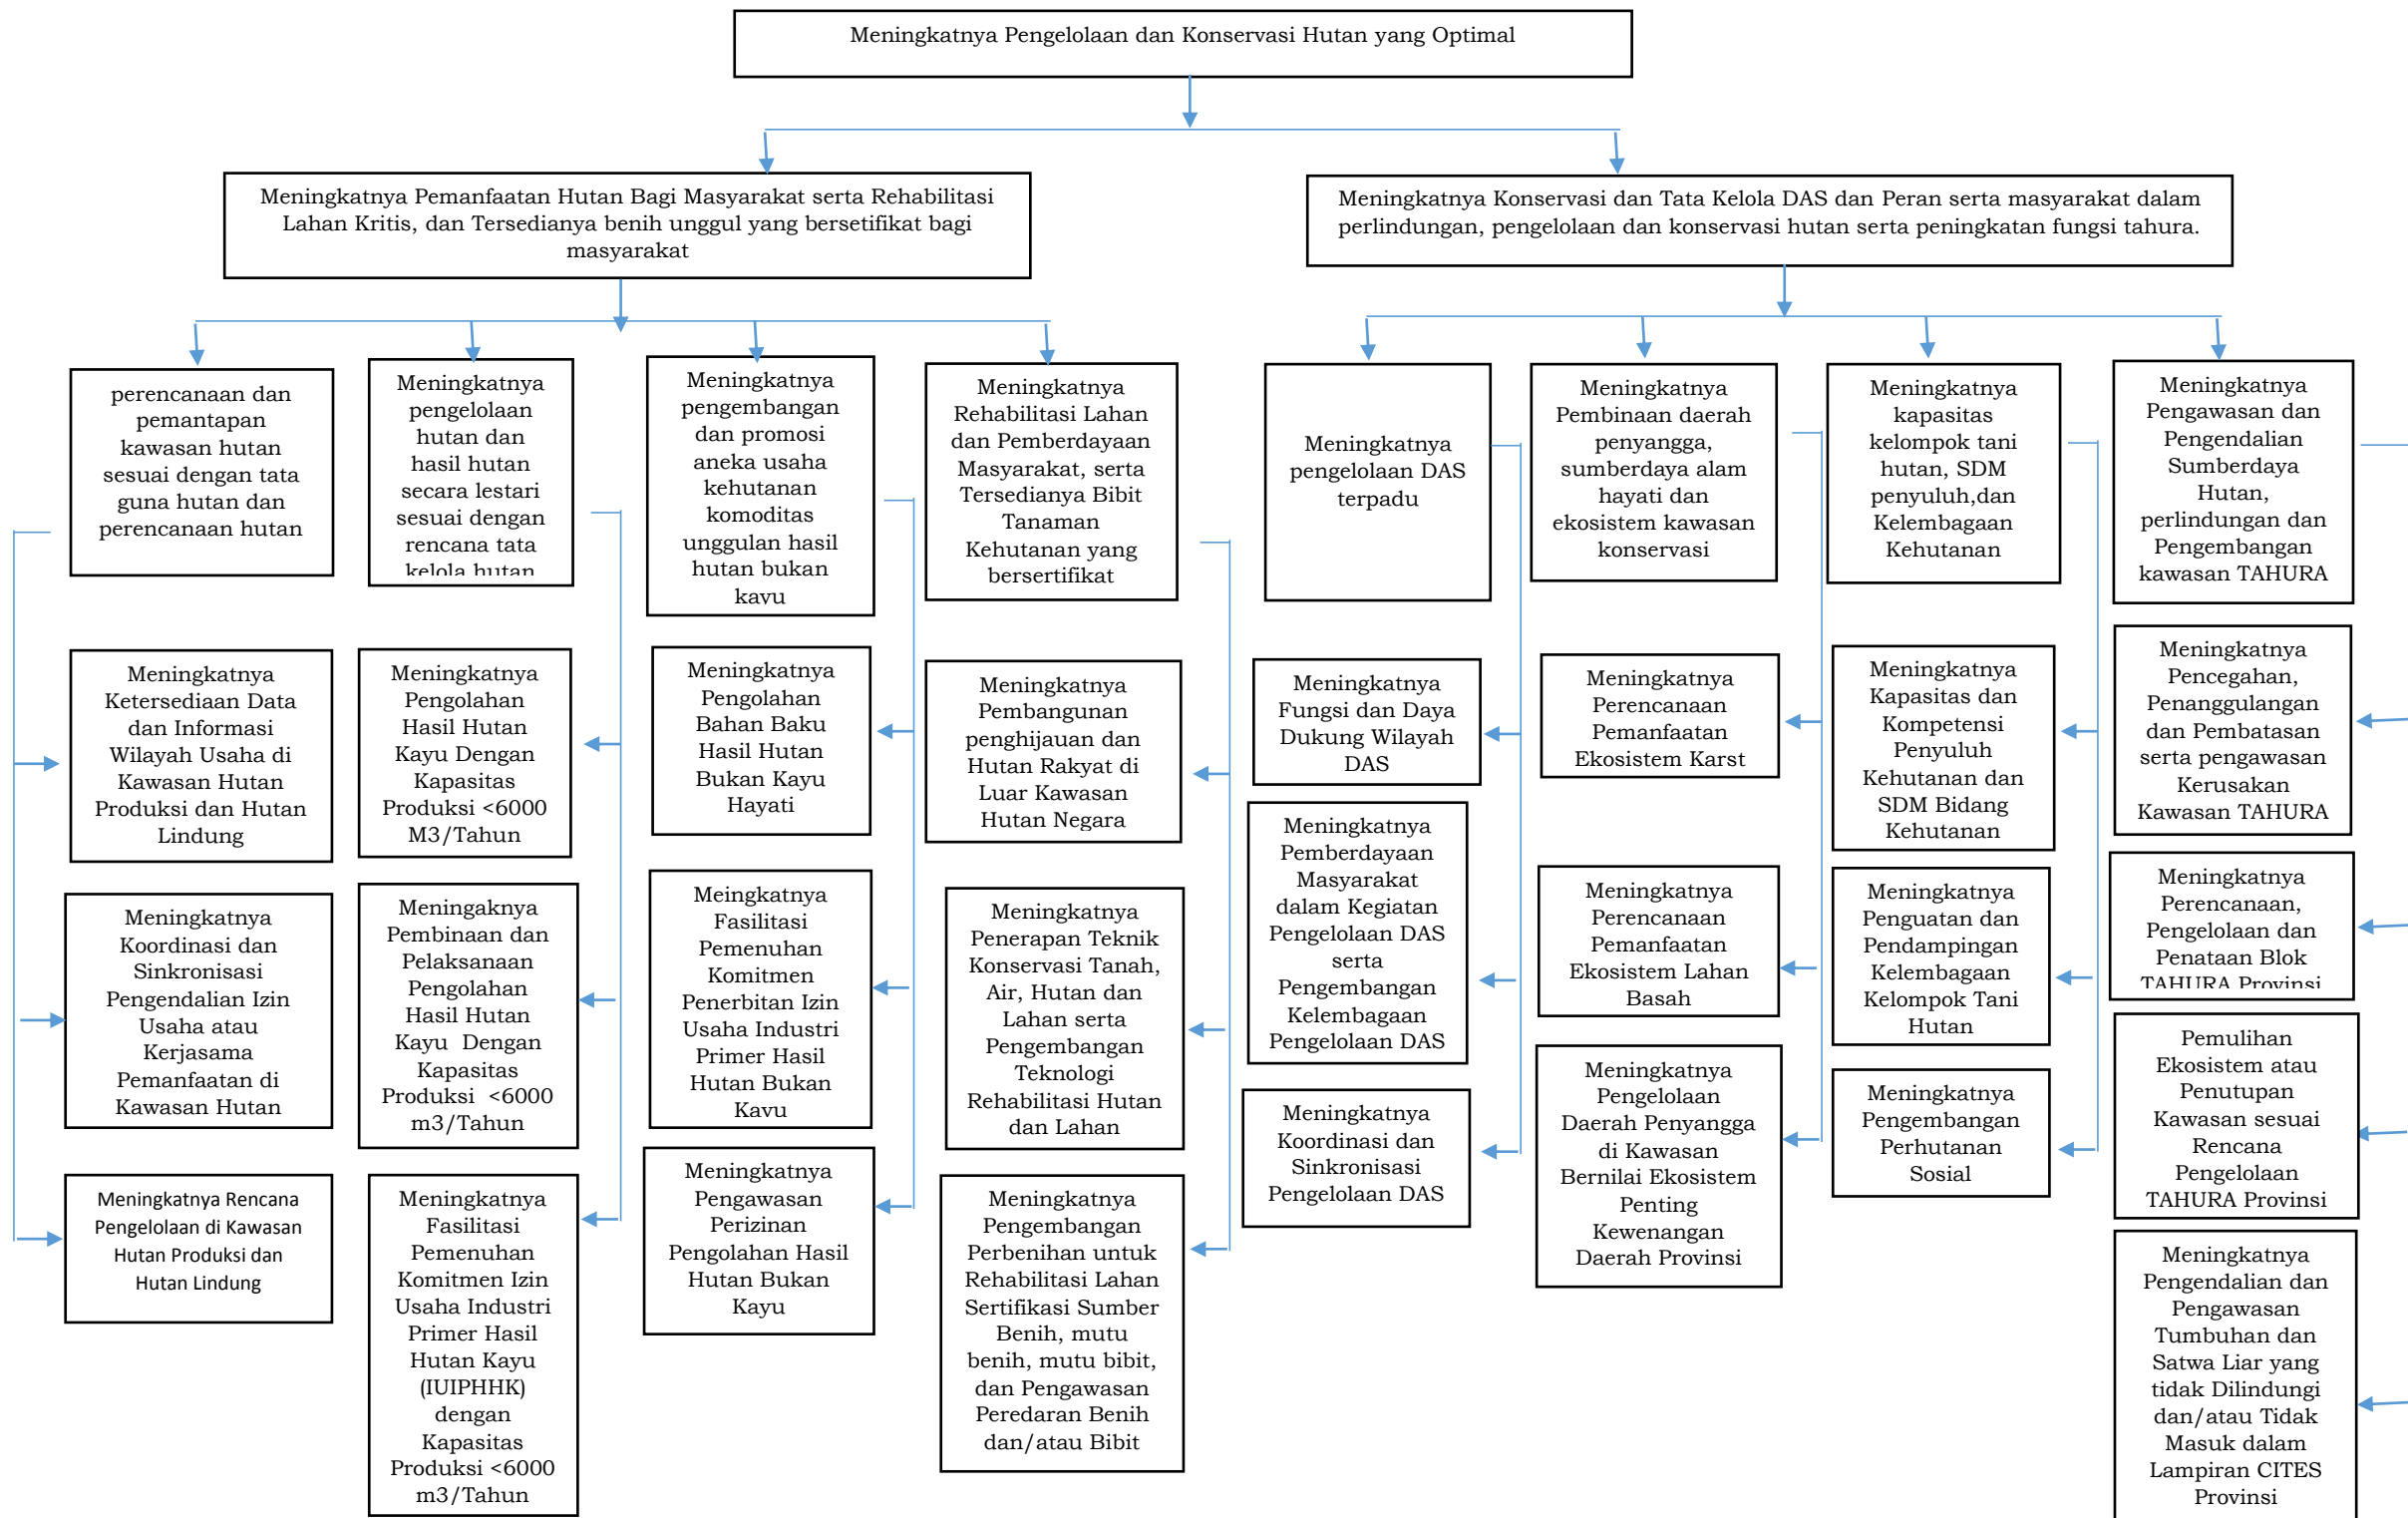 Meningkatnya Pengelolaan dan Konservasi Hutan yang Optimal
Meningkatnya Pemanfaatan Hutan Bagi Masyarakat serta Rehabilitasi
Lahan Kritis, dan Tersedianya benih unggul yang bersetifikat bagi
masyarakat
Meningkatnya Konservasi dan Tata Kelola DAS dan Peran serta masyarakat dalam
perlindungan, pengelolaan dan konservasi hutan serta peningkatan fungsi tahura.
perencanaan dan
pemantapan
kawasan hutan
sesuai dengan tata
guna hutan dan
perencanaan hutan
Meningkatnya
pengelolaan
hutan dan
hasil hutan
secara lestari
sesuai dengan
rencana tata
kelola hutan
Meningkatnya
pengembangan
dan promosi
aneka usaha
kehutanan
komoditas
unggulan hasil
hutan bukan
kayu
Meningkatnya
Rehabilitasi Lahan
dan Pemberdayaan
Masyarakat, serta
Tersedianya Bibit
Tanaman
Kehutanan yang
bersertifikat
Meningkatnya
pengelolaan DAS
terpadu
Meningkatnya
Pembinaan daerah
penyangga,
sumberdaya alam
hayati dan
ekosistem kawasan
konservasi
Meningkatnya
kapasitas
kelompok tani
hutan, SDM
penyuluh,dan
Kelembagaan
Kehutanan
Meningkatnya
Pengawasan dan
Pengendalian
Sumberdaya
Hutan,
perlindungan dan
Pengembangan
kawasan TAHURA
Meningkatnya
Ketersediaan Data
dan Informasi
Wilayah Usaha di
Kawasan Hutan
Produksi dan Hutan
Lindung
Meningkatnya
Pengolahan
Hasil Hutan
Kayu Dengan
Kapasitas
Produksi <6000
M3/Tahun
Meningkatnya
Pengolahan
Bahan Baku
Hasil Hutan
Bukan Kayu
Hayati
Meningkatnya
Pembangunan
penghijauan dan
Hutan Rakyat di
Luar Kawasan
Hutan Negara
Meningkatnya
Fungsi dan Daya
Dukung Wilayah
DAS
Meningkatnya
Perencanaan
Pemanfaatan
Ekosistem Karst
Meningkatnya
Kapasitas dan
Kompetensi
Penyuluh
Kehutanan dan
SDM Bidang
Kehutanan
Meningkatnya
Pencegahan,
Penanggulangan
dan Pembatasan
serta pengawasan
Kerusakan
Kawasan TAHURA
Meningkatnya
Koordinasi dan
Sinkronisasi
Pengendalian Izin
Usaha atau
Kerjasama
Pemanfaatan di
Kawasan Hutan
Meningaknya
Pembinaan dan
Pelaksanaan
Pengolahan
Hasil Hutan
Kayu Dengan
Kapasitas
Produksi <6000
m3/Tahun
Meingkatnya
Fasilitasi
Pemenuhan
Komitmen
Penerbitan Izin
Usaha Industri
Primer Hasil
Hutan Bukan
Kayu
Meningkatnya
Penerapan Teknik
Konservasi Tanah,
Air, Hutan dan
Lahan serta
Pengembangan
Teknologi
Rehabilitasi Hutan
dan Lahan
Meningkatnya
Pemberdayaan
Masyarakat
dalam Kegiatan
Pengelolaan DAS
serta
Pengembangan
Kelembagaan
Pengelolaan DAS
Meningkatnya
Perencanaan
Pemanfaatan
Ekosistem Lahan
Basah
Meningkatnya
Penguatan dan
Pendampingan
Kelembagaan
Kelompok Tani
Hutan
Meningkatnya
Perencanaan,
Pengelolaan dan
Penataan Blok
TAHURA Provinsi
Meningkatnya Rencana
Pengelolaan di Kawasan
Hutan Produksi dan
Hutan Lindung
Meningkatnya
Fasilitasi
Pemenuhan
Komitmen Izin
Usaha Industri
Primer Hasil
Hutan Kayu
(IUIPHHK)
dengan
Kapasitas
Produksi <6000
m3/Tahun
Meningkatnya
Pengawasan
Perizinan
Pengolahan Hasil
Hutan Bukan
Kayu
Meningkatnya
Pengembangan
Perbenihan untuk
Rehabilitasi Lahan
Sertifikasi Sumber
Benih, mutu
benih, mutu bibit,
dan Pengawasan
Peredaran Benih
dan/atau Bibit
Meningkatnya
Koordinasi dan
Sinkronisasi
Pengelolaan DAS
Meningkatnya
Pengelolaan
Daerah Penyangga
di Kawasan
Bernilai Ekosistem
Penting
Kewenangan
Daerah Provinsi
Meningkatnya
Pengembangan
Perhutanan
Sosial
Pemulihan
Ekosistem atau
Penutupan
Kawasan sesuai
Rencana
Pengelolaan
TAHURA Provinsi
Meningkatnya
Pengendalian dan
Pengawasan
Tumbuhan dan
Satwa Liar yang
tidak Dilindungi
dan/atau Tidak
Masuk dalam
Lampiran CITES
Provinsi